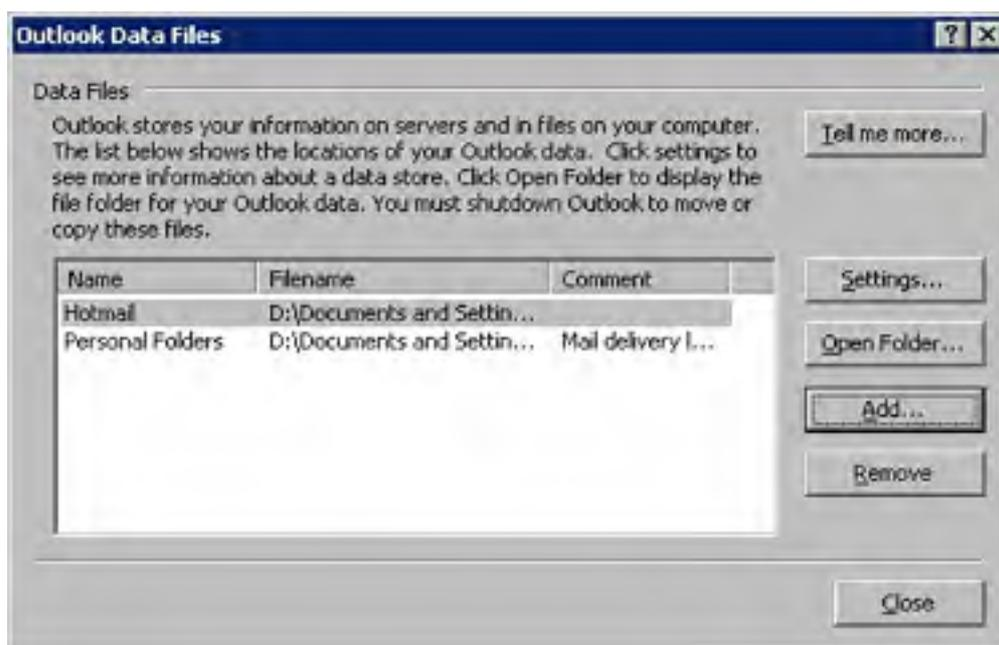 Outlook Data Files
Data Files
Outlook stores your information on servers and in files on your computer.
The list below shows the locations of your Outlook data. Click settings to
see more information about a data store. Click Open Folder to display the
file folder for your Outlook data. You must shutdown Outlook to move or
copy these files.
Tell me more...
Name Filename Comment
Hotmail D:\Documents and Settin...
Personal Folders D:\Documents and Settin... Mail delivery l...
Settings...
Open Folder...
Add...
Remove
Close